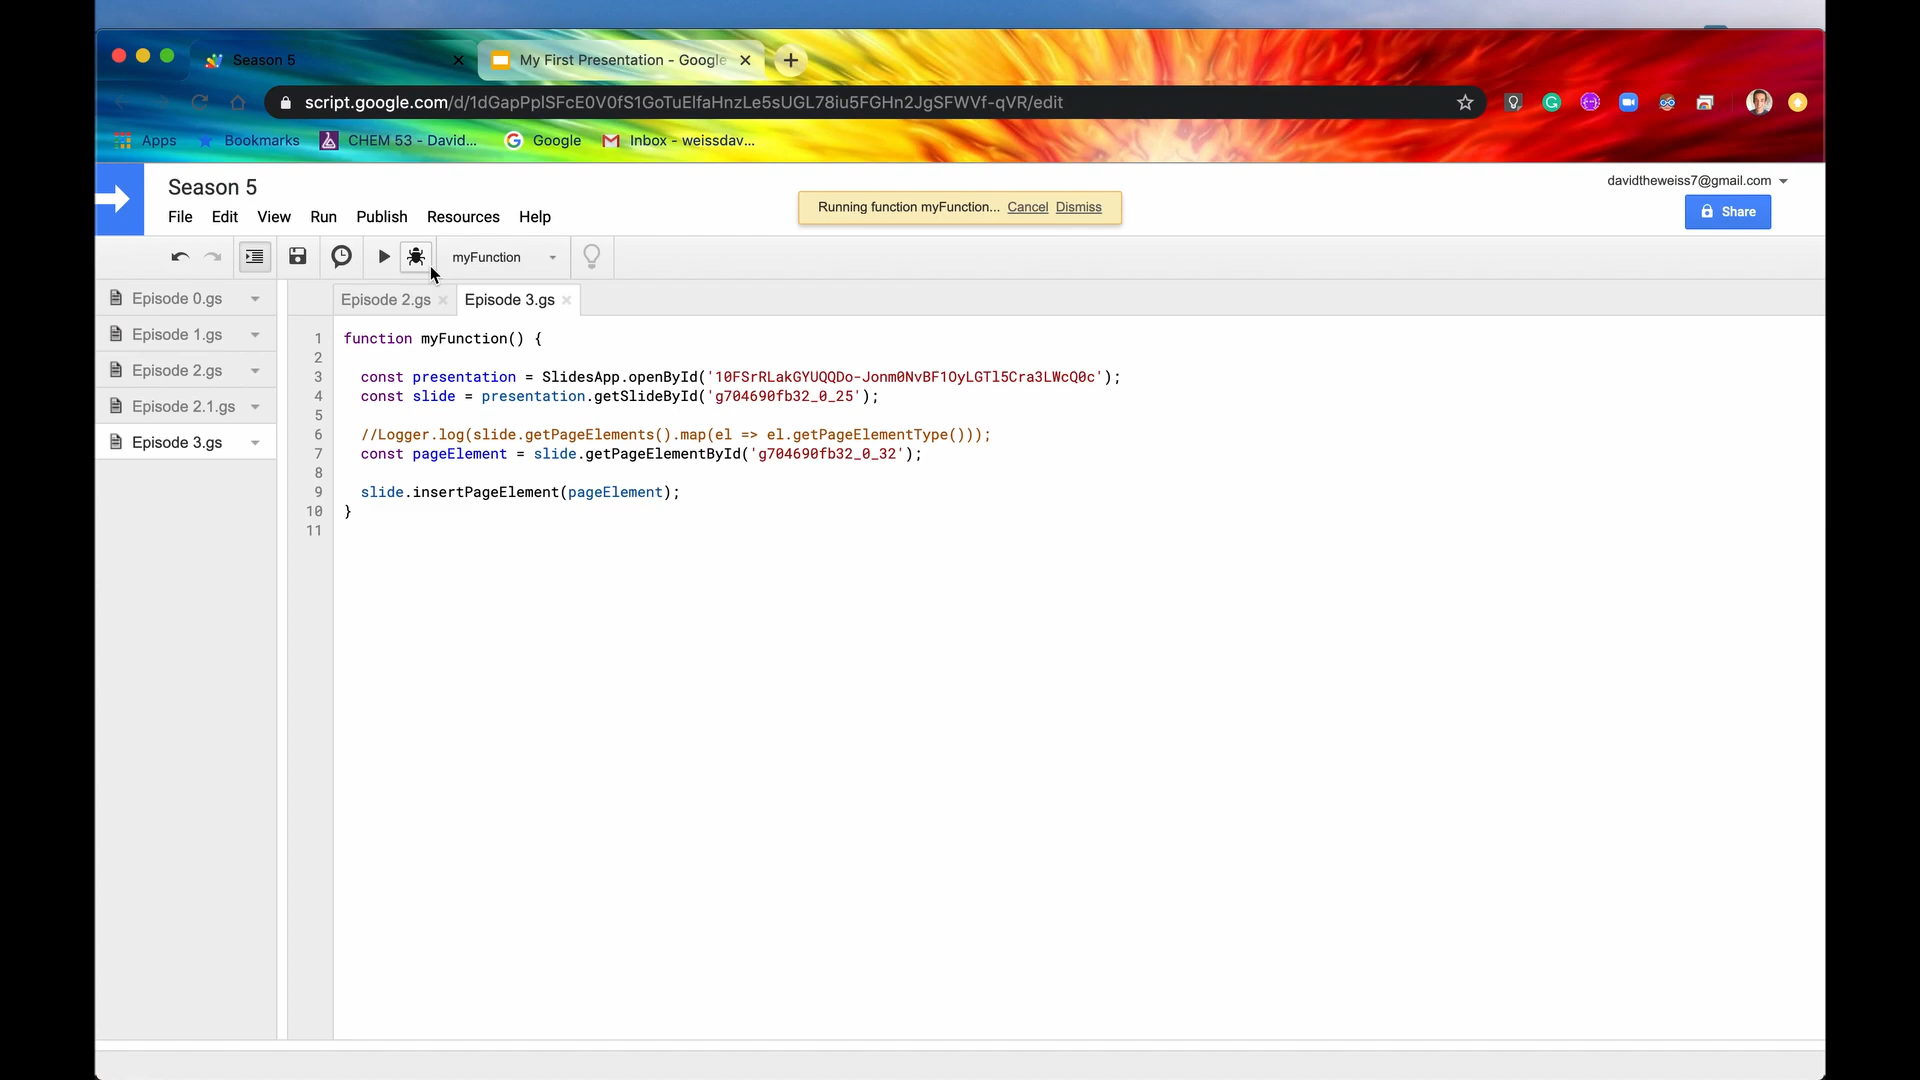 Season 5
My First Presentation - Google
script.google.com/d/1dGapPpISFcE0V0fS1GoTuElfaHnzLe5sUGL78iu5FGHn2JgSFWVf-qVR/edit
Apps Bookmarks CHEM 53 - David... Google Inbox - weissdav...
Season 5
davidtheweiss7@gmail.com
File Edit View Run Publish Resources Help
Running function myFunction... Cancel Dismiss
Share
myFunction
Episode 0.gs
Episode 1.gs
Episode 2.gs
Episode 2.1.gs
Episode 3.gs
Episode 2.gs Episode 3.gs
1 function myFunction() {
2
3 const presentation = SlidesApp.openById('10FSrRLakGYUQQDo-Jonm0NvBF1OyLGTl5Cra3LWcQ0c');
4 const slide = presentation.getSlideById('g704690fb32_0_25');
5
6 //Logger.log(slide.getPageElements().map(el => el.getPageElementType()));
7 const pageElement = slide.getPageElementById('g704690fb32_0_32');
8
9 slide.insertPageElement(pageElement);
10 }
11